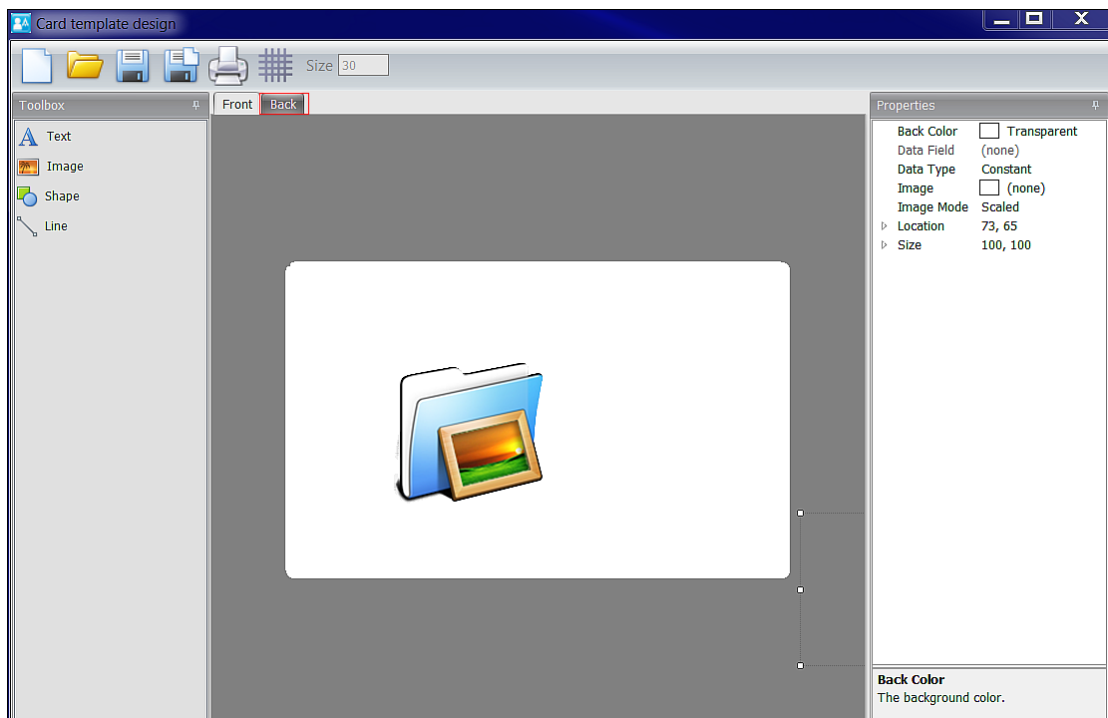 Card template design
Size 30
Toolbox
Front Back
Properties
Text
Image
Shape
Line
Back Color Transparent
Data Field (none)
Data Type Constant
Image (none)
Image Mode Scaled
Location 73, 65
Size 100, 100
Back Color
The background color.